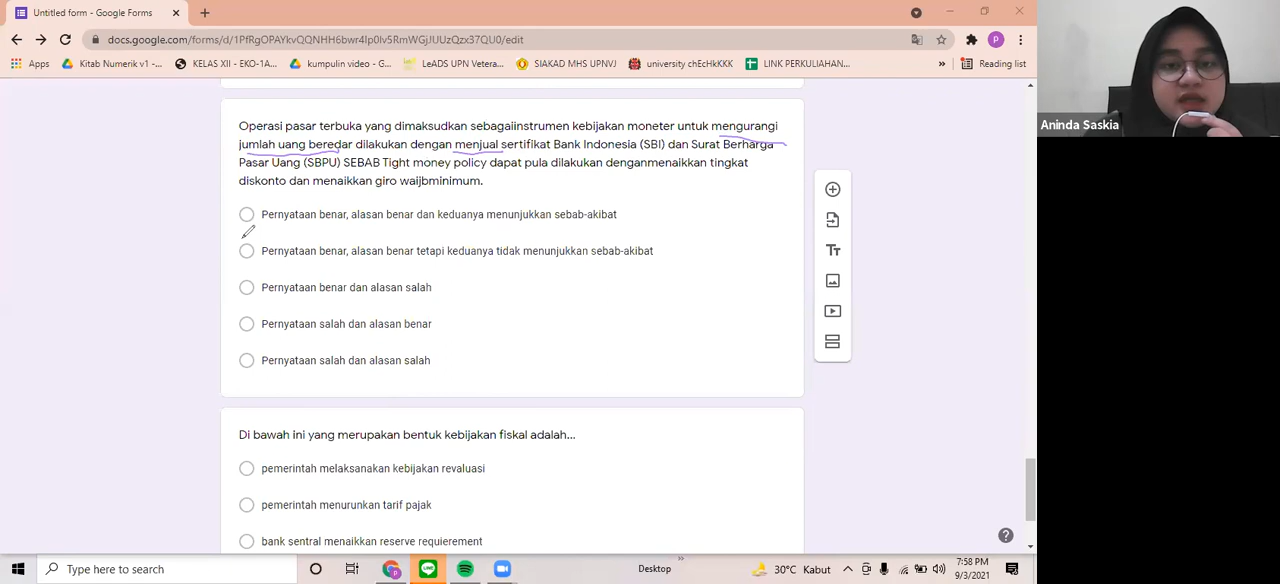 Untitled form - Google Forms
docs.google.com/forms/d/1PfRgOPAYkvQQNHH6bwr4Ip0lv5RmWGjJUUzQzx37QU0/edit
Apps Kitab Numerik v1 -... KELAS XII - EKO-1A... kumpulin video - G... LeADS UPN Vetera... SIAKAD MHS UPNVJ university chEcHkKKK LINK PERKULIAHAN... » Reading list
Aninda Saskia
Operasi pasar terbuka yang dimaksudkan sebagaiinstrumen kebijakan moneter untuk mengurangi
jumlah uang beredar dilakukan dengan menjual sertifikat Bank Indonesia (SBI) dan Surat Berharga
Pasar Uang (SBPU) SEBAB Tight money policy dapat pula dilakukan denganmenaikkan tingkat
diskonto dan menaikkan giro waijbminimum.
Pernyataan benar, alasan benar dan keduanya menunjukkan sebab-akibat
Pernyataan benar, alasan benar tetapi keduanya tidak menunjukkan sebab-akibat
Pernyataan benar dan alasan salah
Pernyataan salah dan alasan benar
Pernyataan salah dan alasan salah
Di bawah ini yang merupakan bentuk kebijakan fiskal adalah...
pemerintah melaksanakan kebijakan revaluasi
pemerintah menurunkan tarif pajak
bank sentral menaikkan reserve requierement
Type here to search
Desktop
30°C Kabut
7:58 PM
9/3/2021